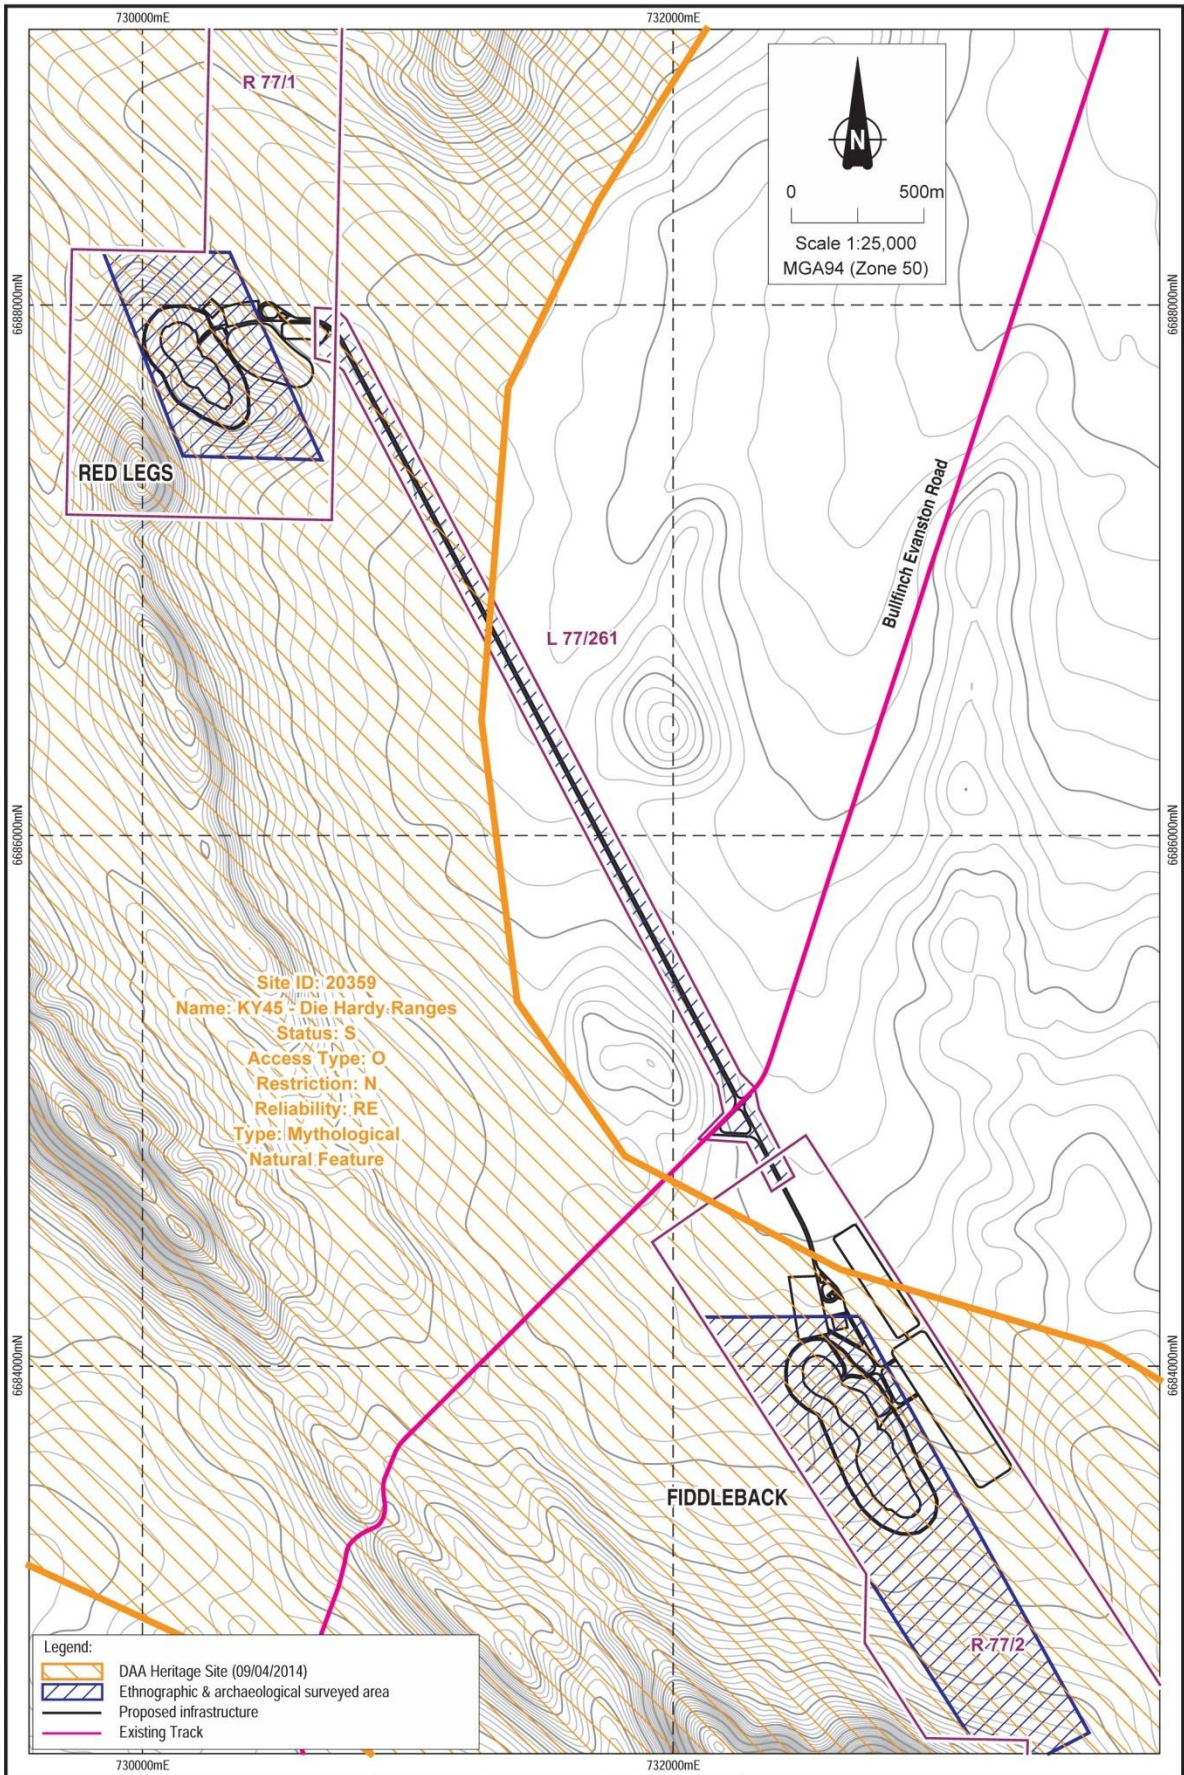 730000mE
732000mE
R 77/1
N
0
500m
Scale 1:25,000
MGA94 (Zone 50)
6688000mN
6688000mN
RED LEGS
Bullfinch Evanston Road
L 77/261
6686000mN
6686000mN
Site ID: 20359
Name: KY45 - Die Hardy Ranges
Status: S
Access Type: O
Restriction: N
Reliability: RE
Type: Mythological
Natural Feature
6684000mN
6684000mN
FIDDLEBACK
R 77/2
Legend:
DAA Heritage Site (09/04/2014)
Ethnographic & archaeological surveyed area
Proposed infrastructure
Existing Track
730000mE
732000mE